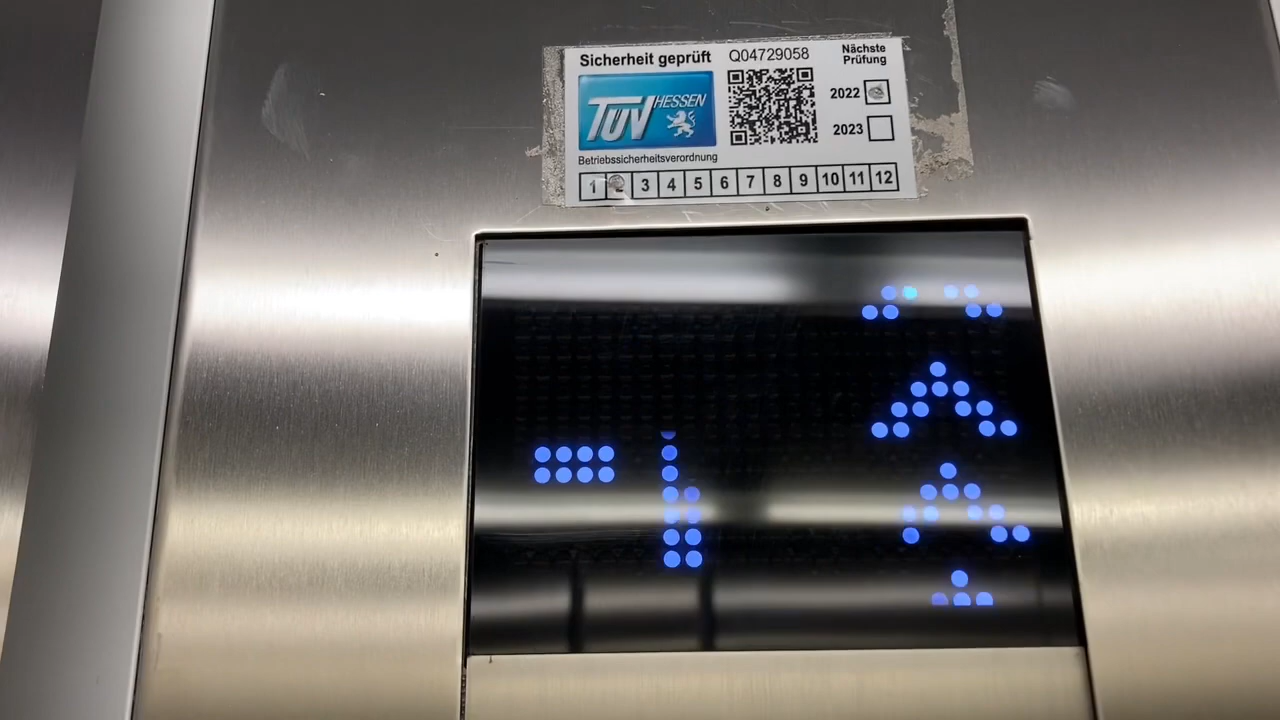 Sicherheit geprüft Q04729058 Nächste Prüfung
TÜV HESSEN
2022
2023
Betriebssicherheitsverordnung
1 3 4 5 6 7 8 9 10 11 12